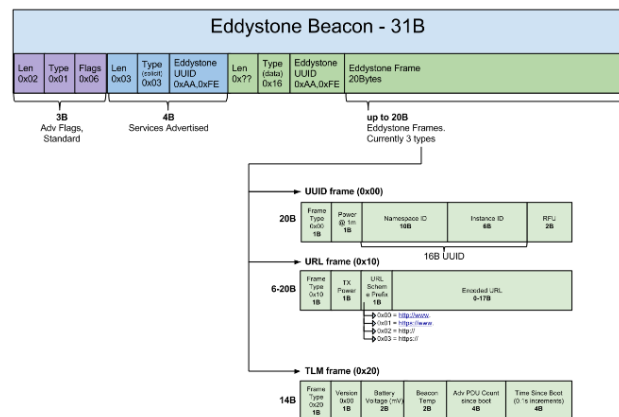 Eddystone Beacon - 31B
Len 0x02
Type 0x01
Flags 0x06
Len 0x03
Type (solicit) 0x03
Eddystone UUID 0xAA,0xFE
Len 0x??
Type (data) 0x16
Eddystone UUID 0xAA,0xFE
Eddystone Frame 20Bytes
3B
Adv Flags,
Standard
4B
Services Advertised
up to 20B
Eddystone Frames.
Currently 3 types
UUID frame (0x00)
20B
Frame Type 0x00 1B
Power @ 1m 1B
Namespace ID 10B
Instance ID 6B
RFU 2B
16B UUID
URL frame (0x10)
6-20B
Frame Type 0x10 1B
TX Power 1B
URL Schem e Prefix 1B
Encoded URL 0-17B
0x00 = http://www.
0x01 = https://www.
0x02 = http://
0x03 = https://
TLM frame (0x20)
14B
Frame Type 0x20 1B
Version 0x00 1B
Battery Voltage (mV) 2B
Beacon Temp 2B
Adv PDU Count since boot 4B
Time Since Boot (0.1s increments) 4B